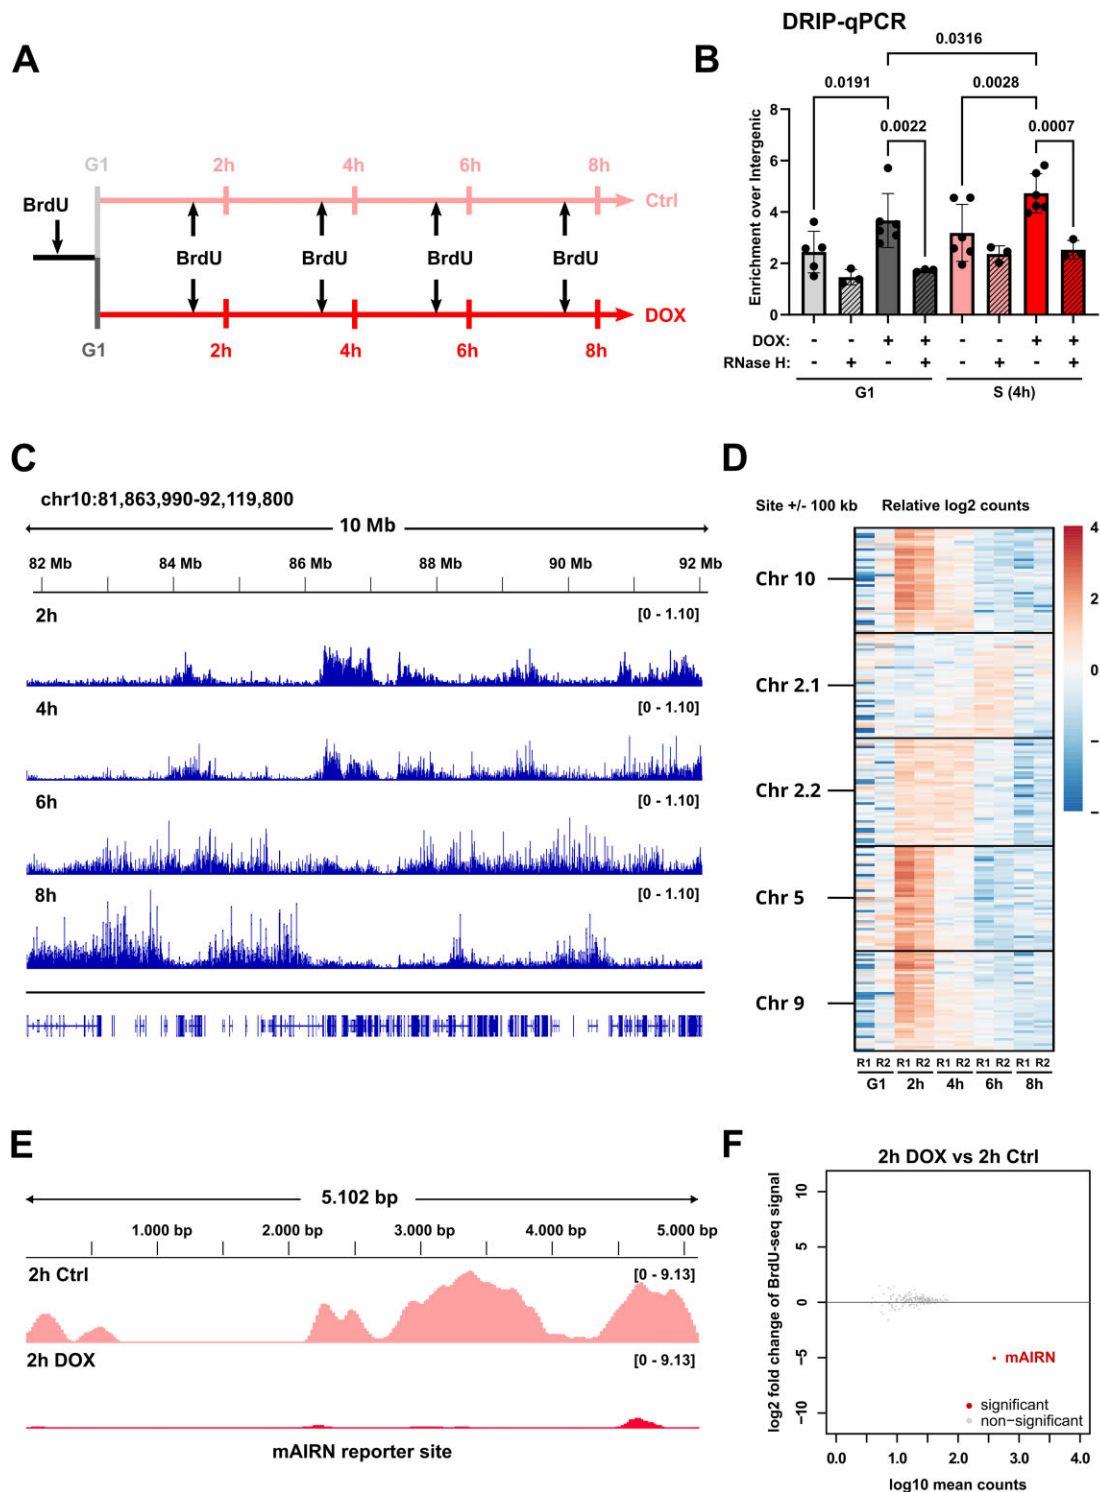 A
G1 2h 4h 6h 8h
BrdU
Ctrl
BrdU BrdU BrdU BrdU
DOX
G1 2h 4h 6h 8h
DRIP-qPCR
B
0.0316
0.0191 0.0028
0.0022 0.0007
Enrichment over Intergenic
8
6
4
2
0
DOX: - - + + - - + +
RNase H: - + - + - + - +
G1 S (4h)
C
chr10:81,863,990-92,119,800
10 Mb
82 Mb 84 Mb 86 Mb 88 Mb 90 Mb 92 Mb
2h [0 - 1.10]
4h [0 - 1.10]
6h [0 - 1.10]
8h [0 - 1.10]
D
Site +/- 100 kb Relative log2 counts
Chr 10
Chr 2.1
Chr 2.2
Chr 5
Chr 9
4
2
0
–
–
R1 R2 R1 R2 R1 R2 R1 R2 R1 R2
G1 2h 4h 6h 8h
E
5.102 bp
1.000 bp 2.000 bp 3.000 bp 4.000 bp 5.000 bp
2h Ctrl [0 - 9.13]
2h DOX [0 - 9.13]
mAIRN reporter site
F
2h DOX vs 2h Ctrl
log2 fold change of BrdU-seq signal
10
5
0
−5
−10
mAIRN
significant
non−significant
0.0 1.0 2.0 3.0 4.0
log10 mean counts